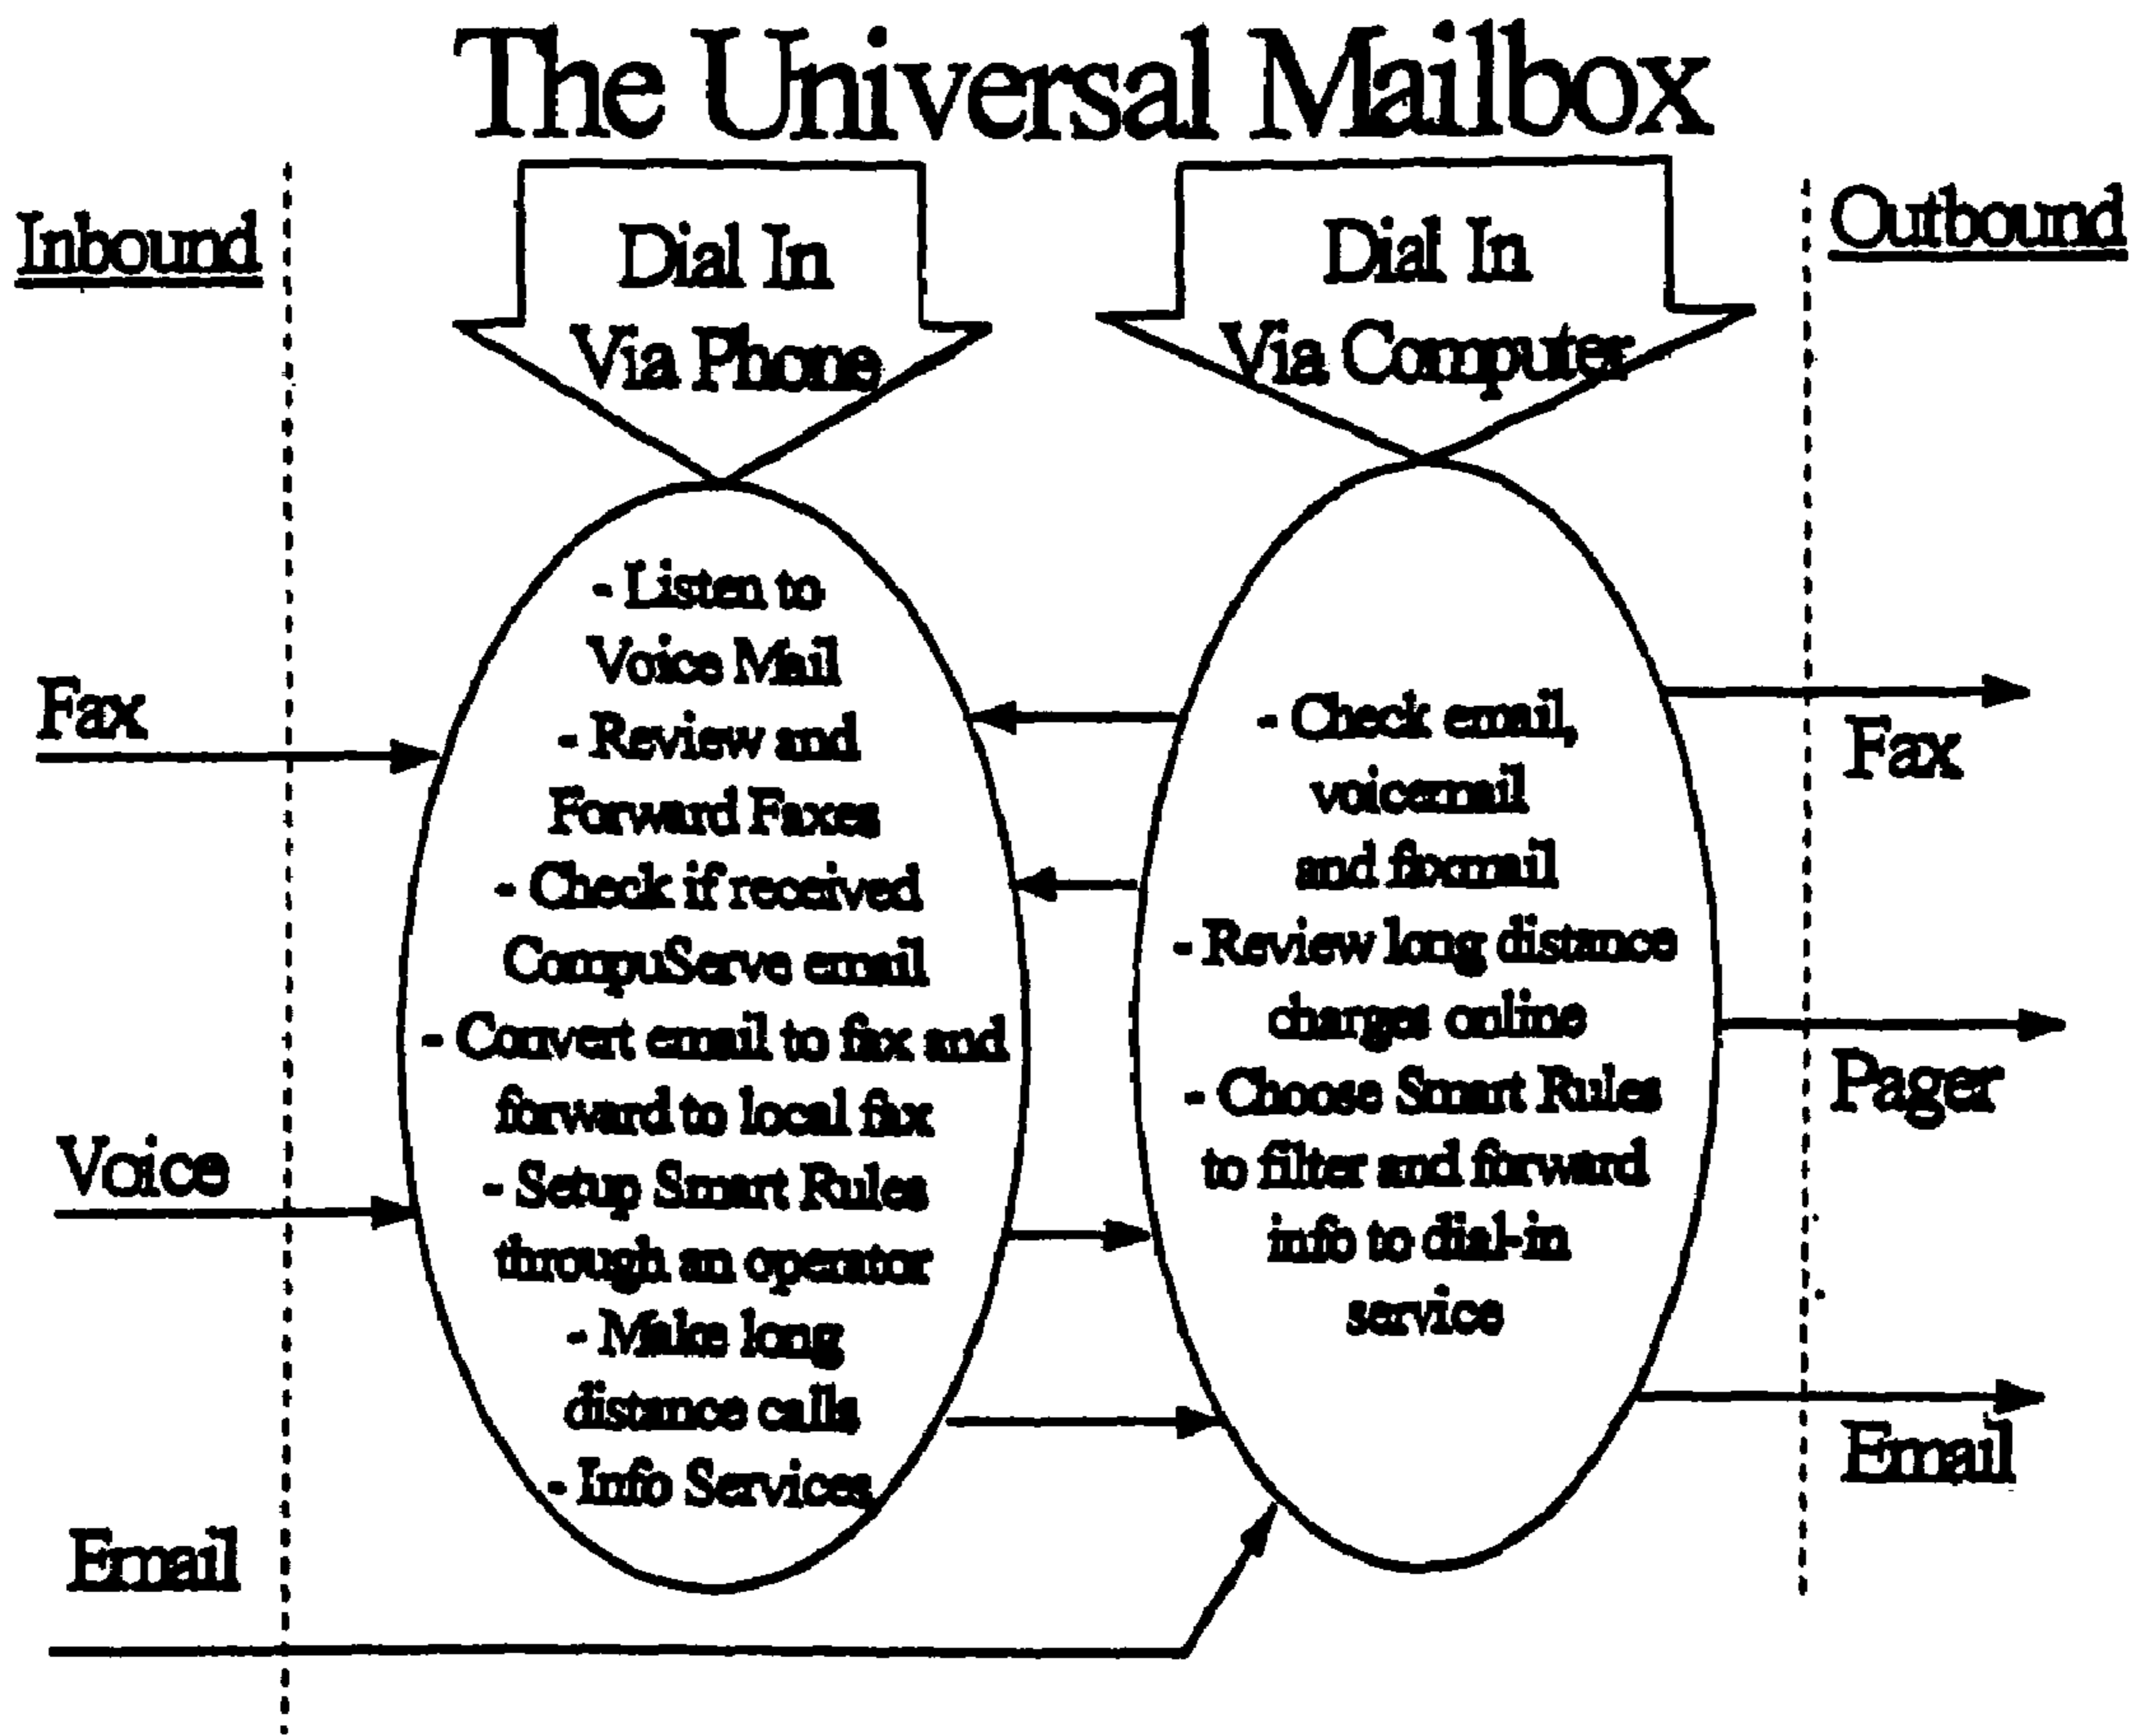 The Universal Mailbox
Inbound
Dial In
Via Phone
Dial In
Via Computer
Outbound
- Listen to
Voice Mail
- Review and
Forward Faxes
- Check if received
CompuServe email
- Convert email to fax and
forward to local fax
- Setup Smart Rules
through an operator
- Make long
distance calls
- Info Services
- Check email,
voicemail
and faxmail
- Review long distance
charges online
- Choose Smart Rules
to filter and forward
info to dial-in
service
Fax
Voice
Email
Fax
Pager
Email